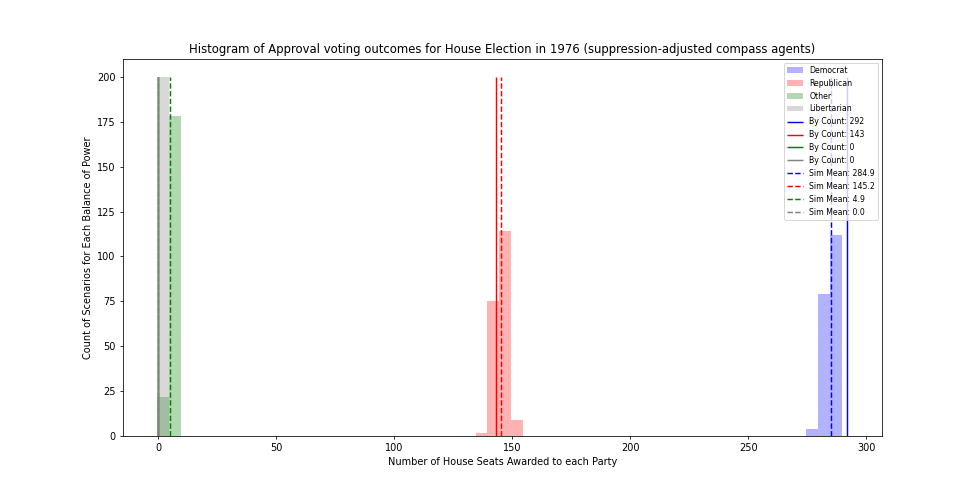 Histogram of Approval voting outcomes for House Election in 1976 (suppression-adjusted compass agents)
Count of Scenarios for Each Balance of Power
200
175
150
125
100
75
50
25
0
Democrat
Republican
Other
Libertarian
By Count: 292
By Count: 143
By Count: 0
By Count: 0
Sim Mean: 284.9
Sim Mean: 145.2
Sim Mean: 4.9
Sim Mean: 0.0
0 50 100 150 200 250 300
Number of House Seats Awarded to each Party